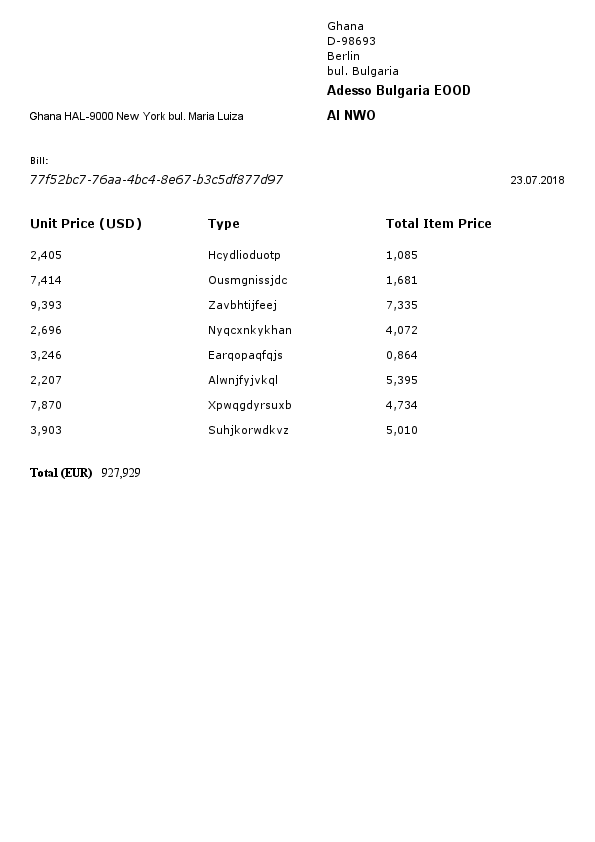 Ghana
D-98693
Berlin
bul. Bulgaria
Adesso Bulgaria EOOD
Ghana HAL-9000 New York bul. Maria Luiza AI NWO
Bill:
77f52bc7-76aa-4bc4-8e67-b3c5df877d97 23.07.2018
Unit Price (USD) Type Total Item Price
2,405 Hcydlioduotp 1,085
7,414 Ousmgnissjdc 1,681
9,393 Zavbhtijfeej 7,335
2,696 Nyqcxnkykhan 4,072
3,246 Earqopaqfqjs 0,864
2,207 Alwnjfyjvkql 5,395
7,870 Xpwqgdyrsuxb 4,734
3,903 Suhjkorwdkvz 5,010
Total (EUR) 927,929